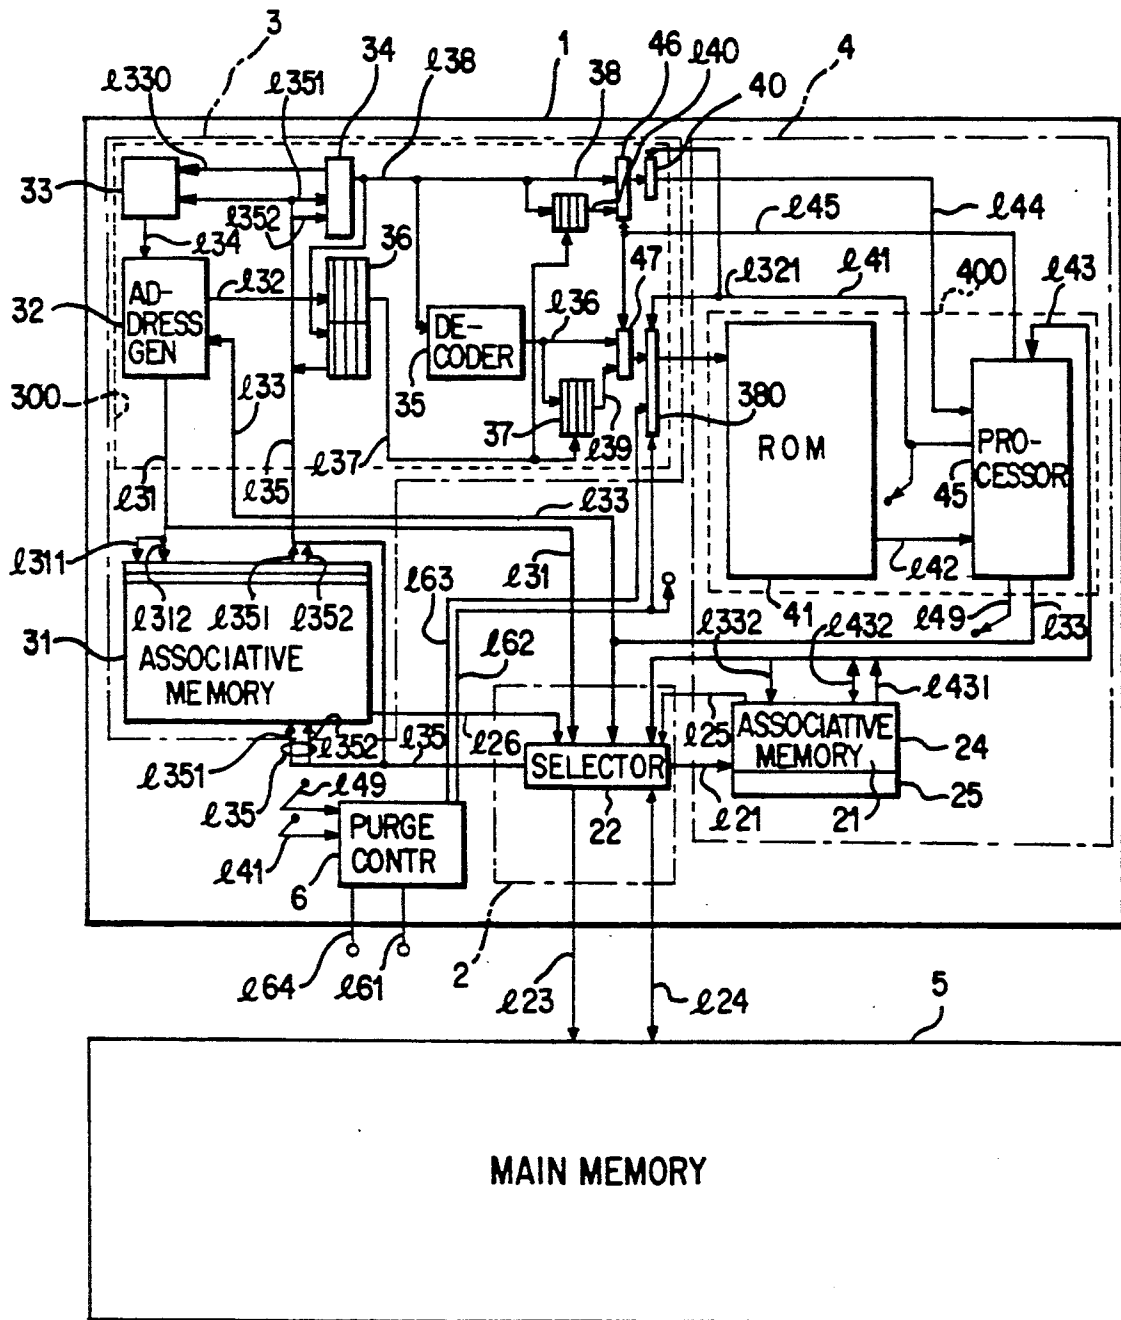 3
34
ℓ38
1
46
ℓ40
4
ℓ330
ℓ351
38
40
33
ℓ352
ℓ34
36
ℓ45
ℓ44
32
AD-
DRESS
GEN
ℓ32
47
ℓ321
ℓ41
400
ℓ43
DE-
CODER
ℓ36
35
300
ℓ33
37
ℓ39
380
ROM
PRO-
CESSOR
45
ℓ31
ℓ35
ℓ37
ℓ33
ℓ311
ℓ31
ℓ42
ℓ312
ℓ351
ℓ352
ℓ63
41
ℓ49
ℓ33
31
ASSOCIATIVE
MEMORY
ℓ62
ℓ332
ℓ432
ℓ431
ℓ25
ASSOCIATIVE
MEMORY
24
ℓ351
ℓ352
ℓ35
ℓ26
SELECTOR
ℓ21
21
25
ℓ35
ℓ49
22
PURGE
CONTR
ℓ41
6
ℓ64
ℓ61
2
ℓ23
ℓ24
5
MAIN MEMORY